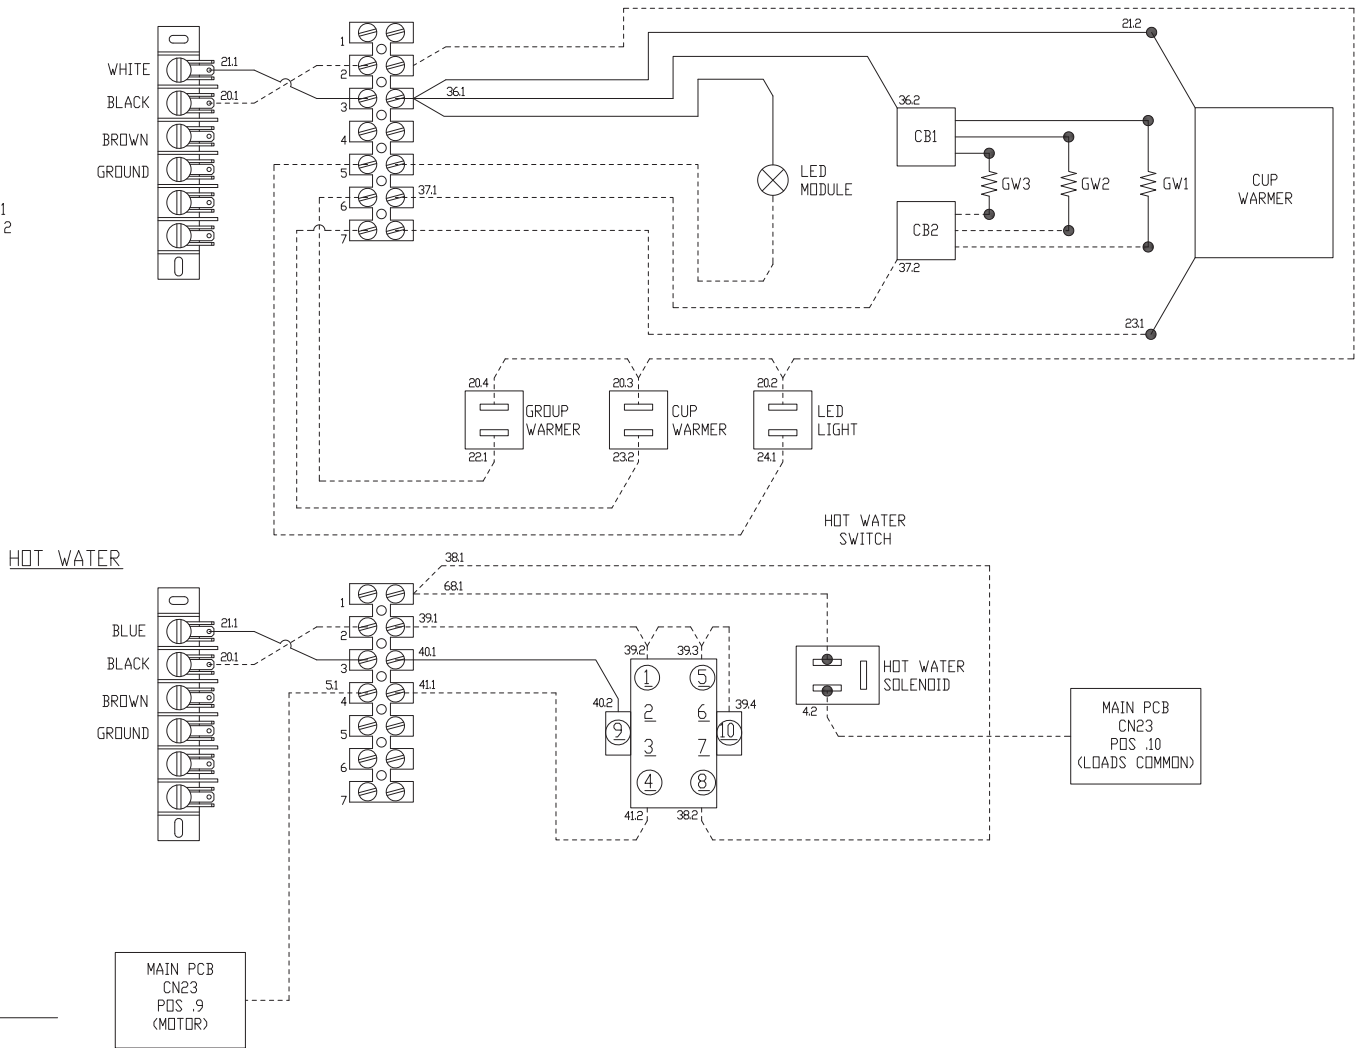 WHITE
BLACK
BROWN
GROUND
1
2
21.1
20.1
1
2
3
4
5
6
7
36.1
37.1
21.2
36.2
CB1
CB2
37.2
GW3
GW2
GW1
23.1
CUP
WARMER
LED
MODULE
20.4
GROUP
WARMER
22.1
20.3
CUP
WARMER
23.2
20.2
LED
LIGHT
24.1
HOT WATER
SWITCH
HOT WATER
BLUE
BLACK
BROWN
GROUND
21.1
20.1
5.1
1
2
3
4
5
6
7
38.1
68.1
39.1
40.1
41.1
39.2
39.3
39.4
40.2
1
5
2
6
9
10
3
7
4
8
41.2
38.2
HOT WATER
SOLENOID
4.2
MAIN PCB
CN23
POS .10
(LOADS COMMON)
MAIN PCB
CN23
POS .9
(MOTOR)